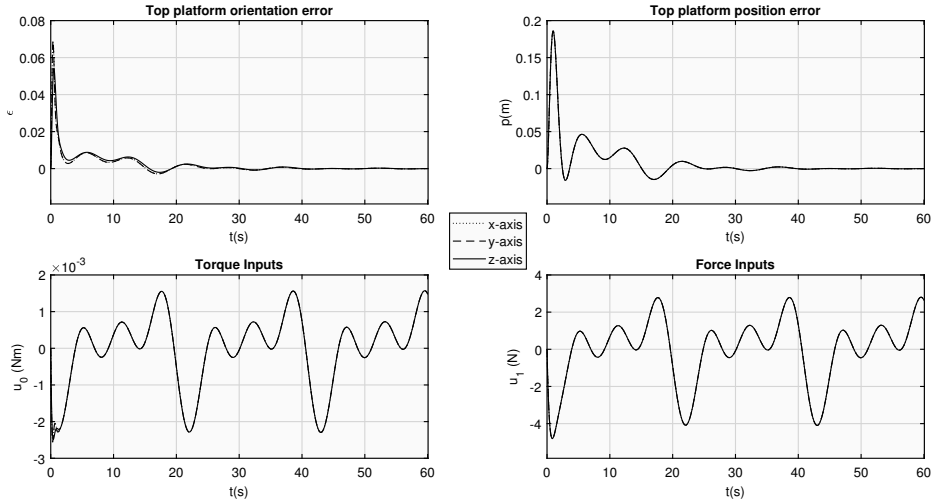 Top platform orientation error
0.08
0.06
0.04
0.02
0
ϵ
0 10 20 30 40 50 60
t(s)
Top platform position error
0.2
0.15
0.1
0.05
0
p(m)
0 10 20 30 40 50 60
t(s)
x-axis
y-axis
z-axis
Torque Inputs
×10⁻³
2
1
0
-1
-2
-3
u₀ (Nm)
0 10 20 30 40 50 60
t(s)
Force Inputs
4
2
0
-2
-4
u₁ (N)
0 10 20 30 40 50 60
t(s)